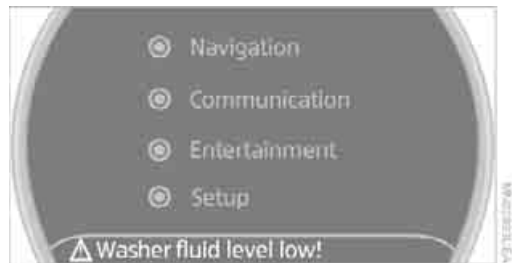 Navigation
Communication
Entertainment
Setup
Washer fluid level low!